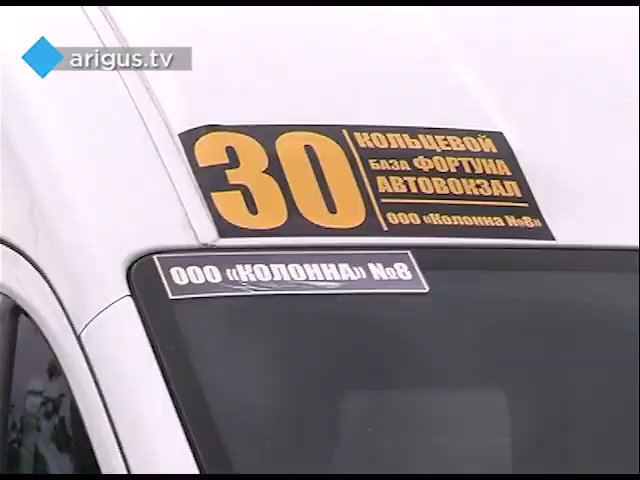 arigus.tv
30
КОЛЬЦЕВОЙ
БАЗА ФОРТУНА
АВТОВОКЗАЛ
ООО «Колонна №8»
ООО «КОЛОННА» №8